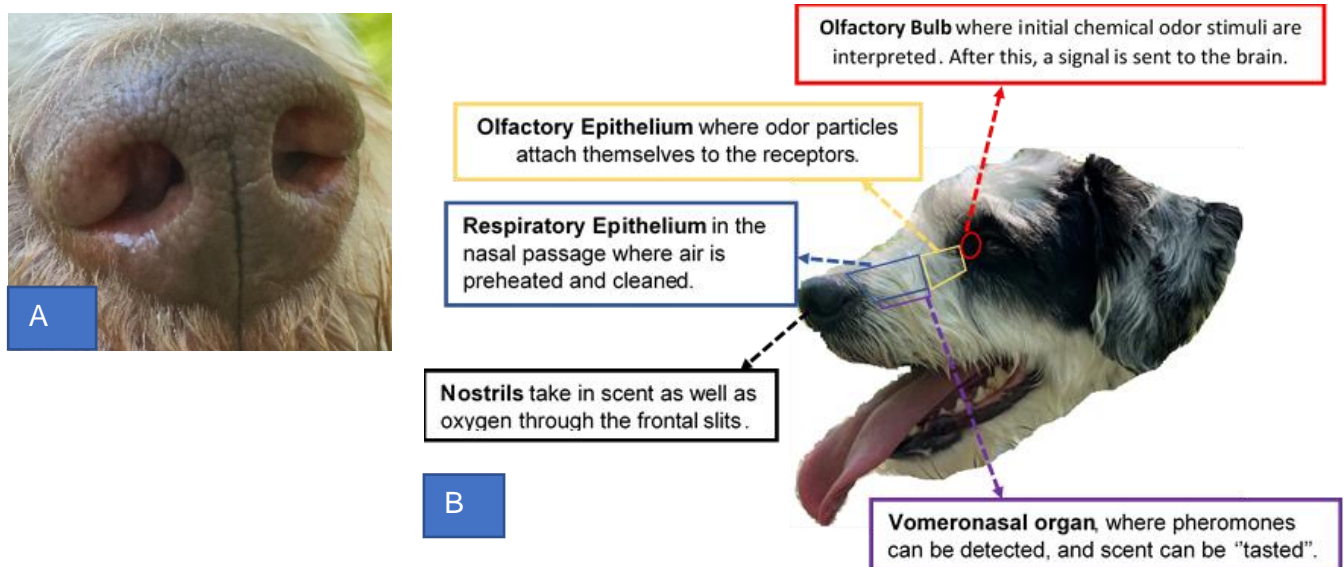 A
Olfactory Bulb where initial chemical odor stimuli are
interpreted. After this, a signal is sent to the brain.
Olfactory Epithelium where odor particles
attach themselves to the receptors.
Respiratory Epithelium in the
nasal passage where air is
preheated and cleaned.
Nostrils take in scent as well as
oxygen through the frontal slits.
B
Vomeronasal organ, where pheromones
can be detected, and scent can be "tasted".